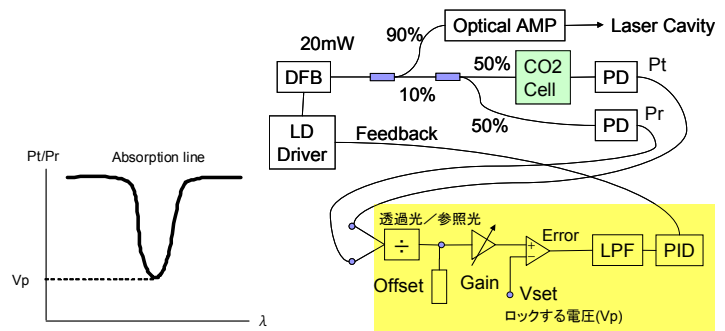 Optical AMP
Laser Cavity
90%
20mW
DFB
10%
50%
CO2
Cell
PD
Pt
50%
PD
Pr
LD
Driver
Feedback
Pt/Pr
Absorption line
Vp
λ
透過光／参照光
÷
Offset
Gain
+
−
Error
LPF
PID
Vset
ロックする電圧(Vp)